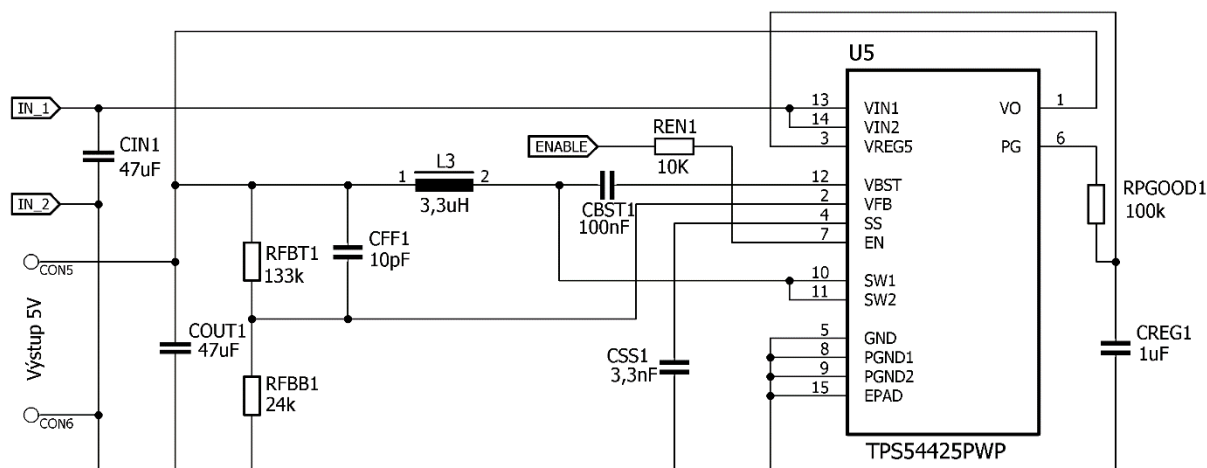 U5
IN_1
13
VIN1
VO
1
14
VIN2
CIN1
47uF
REN1
ENABLE
10K
3
VREG5
PG
6
L3
1
2
3,3uH
CBST1
100nF
12
VBST
2
VFB
4
SS
7
EN
RPGOOD1
100k
IN_2
CON5
RFBT1
133k
CFF1
10pF
10
SW1
11
SW2
Výstup 5V
COUT1
47uF
5
GND
8
PGND1
9
PGND2
15
EPAD
CSS1
3,3nF
CREG1
1uF
RFBB1
24k
CON6
TPS54425PWP